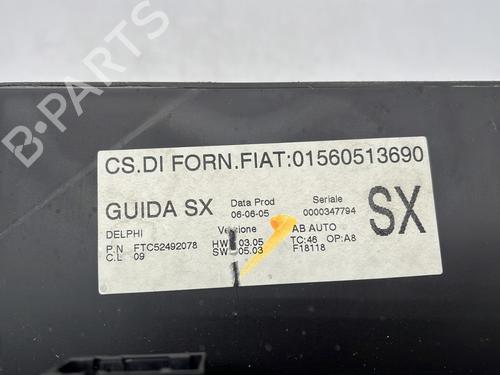 CS.DI FORN.FIAT:01560513690
GUIDA SX Data Prod 06-06-05 Seriale 0000347794 SX
DELPHI Versione AB AUTO
P.N FTC52492078 HW 03.05 TC:46 OP:A8
C.L 09 SW 05.03 F18118
B-PARTS